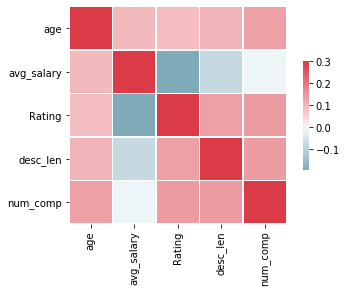 age
avg_salary
Rating
desc_len
num_comp
age
avg_salary
Rating
desc_len
num_comp
0.3
0.2
0.1
0.0
−0.1